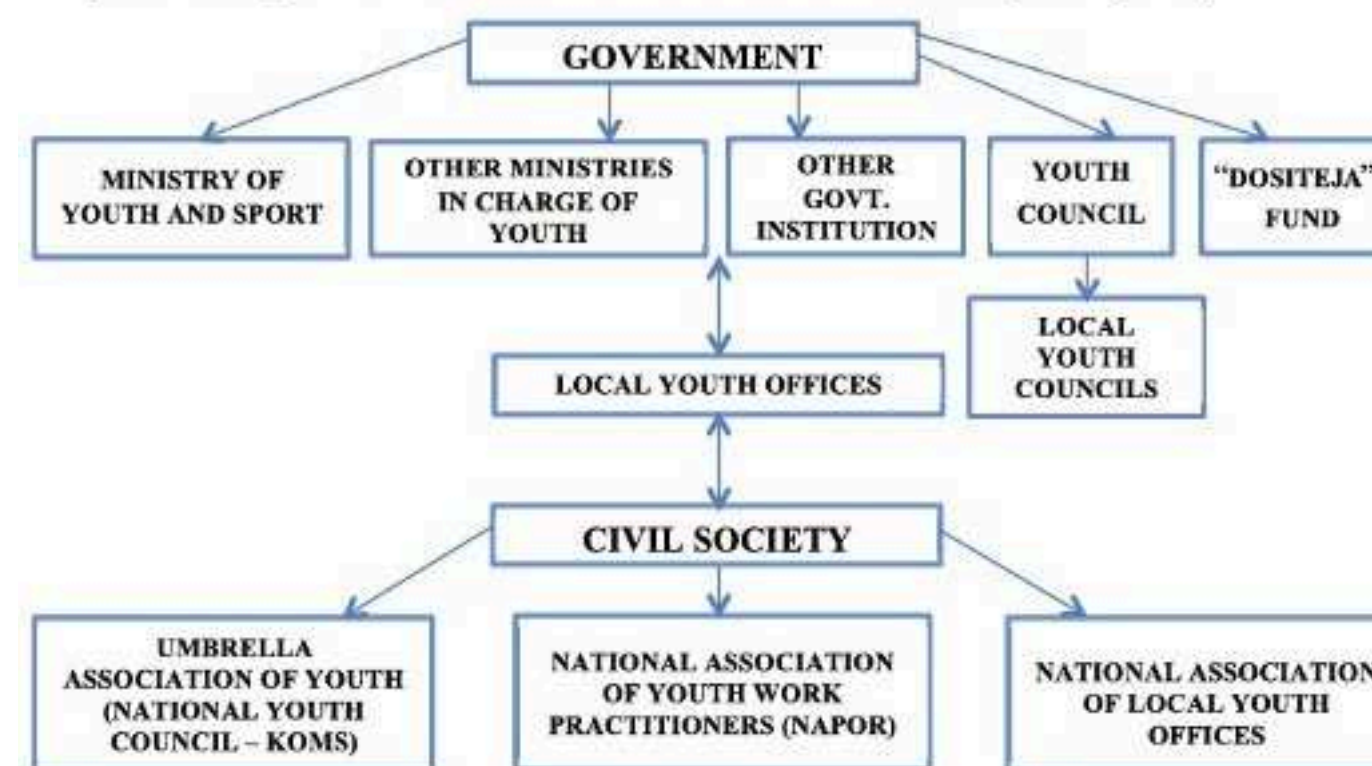 GOVERNMENT
MINISTRY OF
YOUTH AND SPORT
OTHER MINISTRIES
IN CHARGE OF
YOUTH
OTHER
GOVT.
INSTITUTION
YOUTH
COUNCIL
“DOSITEJA”
FUND
LOCAL
YOUTH
COUNCILS
LOCAL YOUTH OFFICES
CIVIL SOCIETY
UMBRELLA
ASSOCIATION OF YOUTH
(NATIONAL YOUTH
COUNCIL – KOMS)
NATIONAL ASSOCIATION
OF YOUTH WORK
PRACTITIONERS (NAPOR)
NATIONAL ASSOCIATION
OF LOCAL YOUTH
OFFICES